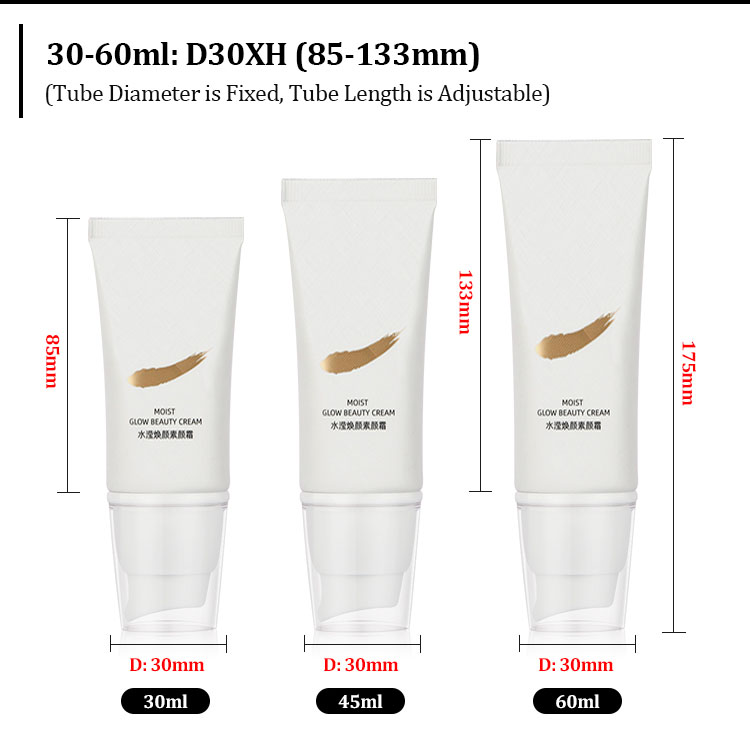 30-60ml: D30XH (85-133mm)
(Tube Diameter is Fixed, Tube Length is Adjustable)
85mm
MOIST
GLOW BEAUTY CREAM
水滢焕颜素颜霜
MOIST
GLOW BEAUTY CREAM
水滢焕颜素颜霜
133mm
MOIST
GLOW BEAUTY CREAM
水滢焕颜素颜霜
175mm
D: 30mm
D: 30mm
D: 30mm
30ml
45ml
60ml